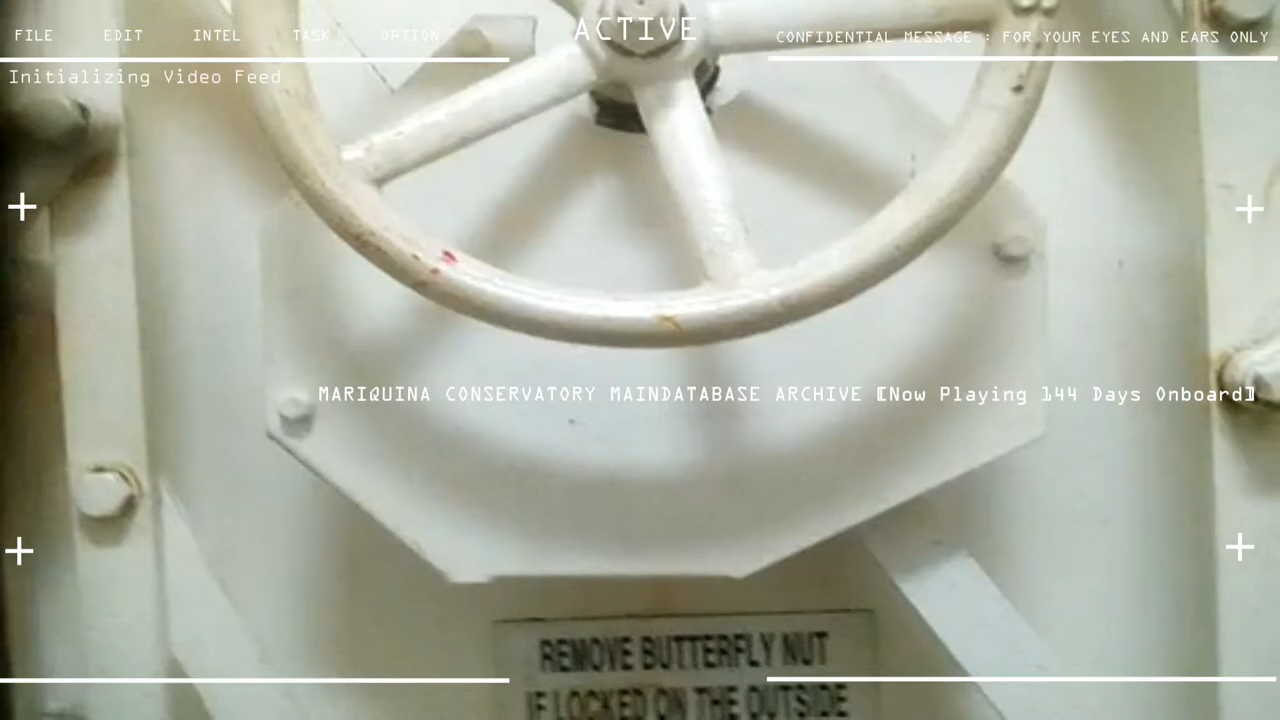 FILE EDIT INTEL TASK OPTION
ACTIVE
CONFIDENTIAL MESSAGE : FOR YOUR EYES AND EARS ONLY
Initializing Video Feed
MARIQUINA CONSERVATORY MAINDATABASE ARCHIVE [Now Playing 144 Days Onboard]
REMOVE BUTTERFLY NUT
IF LOCKED ON THE OUTSIDE